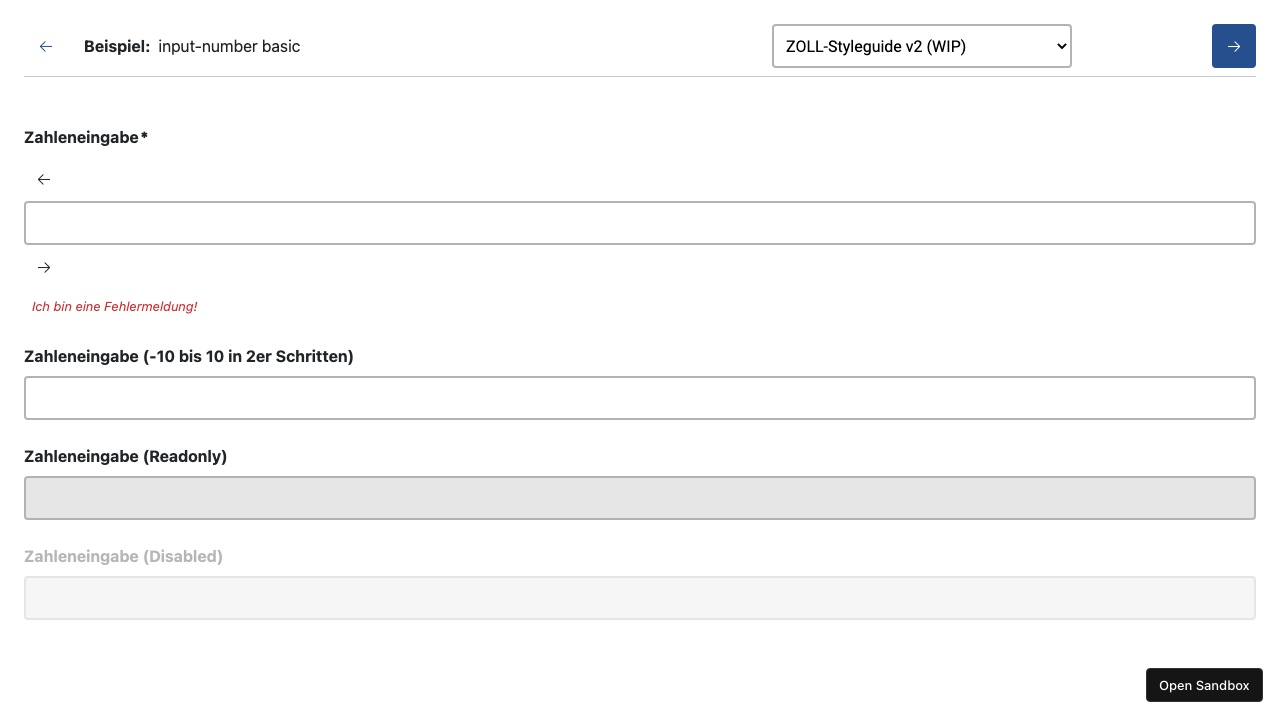 Beispiel: input-number basic
ZOLL-Styleguide v2 (WIP)
Zahleneingabe*
Ich bin eine Fehlermeldung!
Zahleneingabe (-10 bis 10 in 2er Schritten)
Zahleneingabe (Readonly)
Zahleneingabe (Disabled)
Open Sandbox